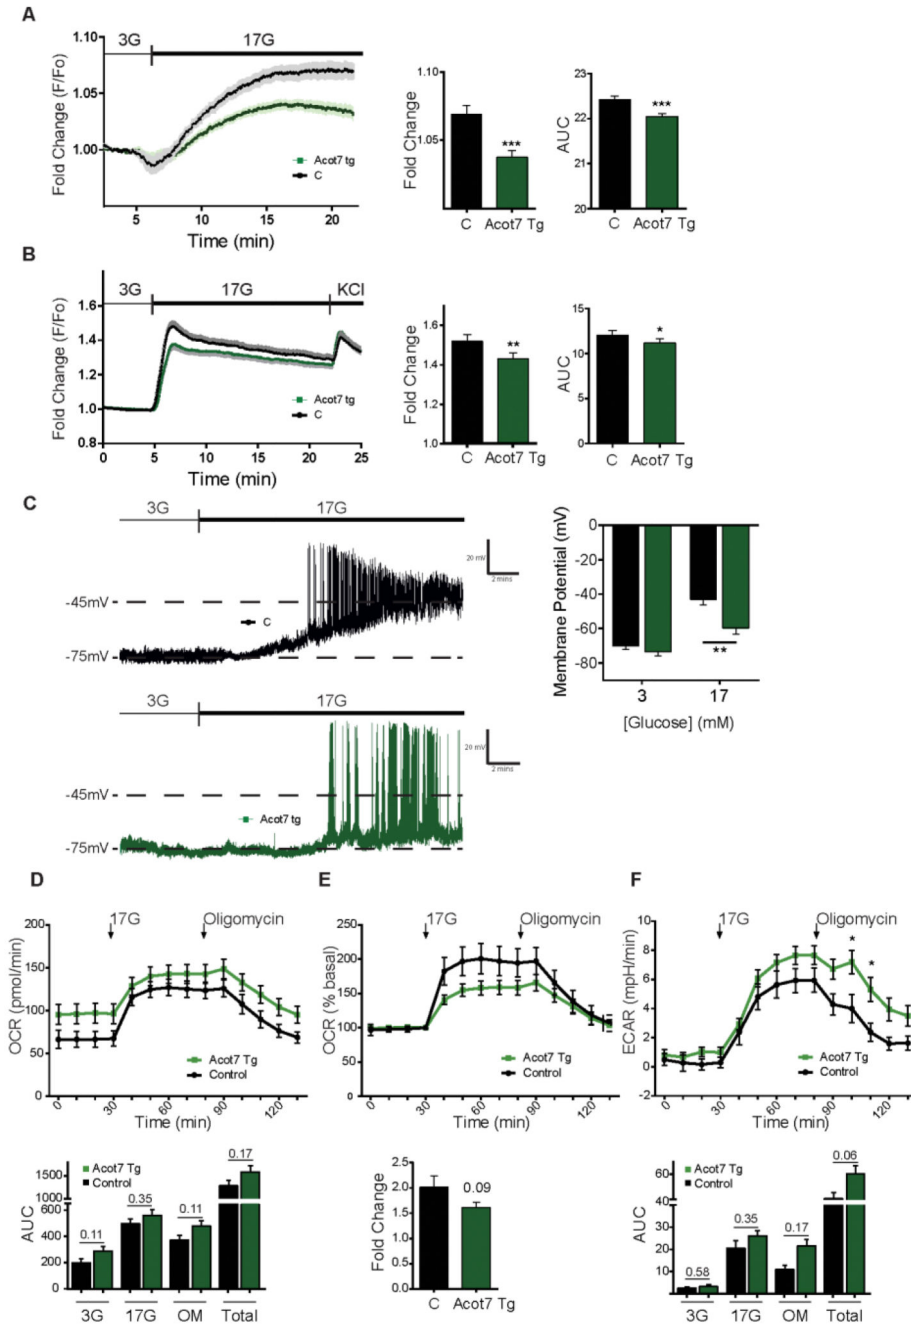 A
3G 17G
Fold Change (F/Fo)
1.10
1.05
1.00
Acot7 tg
C
5 10 15 20
Time (min)
Fold Change
1.10
1.05
***
C Acot7 Tg
AUC
23
22
21
20
***
C Acot7 Tg
B
3G 17G KCl
Fold Change (F/Fo)
1.6
1.4
1.2
1.0
0.8
Acot7 tg
C
0 5 10 15 20 25
Time (min)
Fold Change
1.6
1.4
1.2
1.0
**
C Acot7 Tg
AUC
15
10
5
0
*
C Acot7 Tg
C
3G 17G
20 mV
2 mins
-45mV
C
-75mV
3G 17G
20 mV
2 mins
-45mV
Acot7 tg
-75mV
Membrane Potential (mV)
0
-20
-40
-60
-80
**
3 17
[Glucose] (mM)
D
17G Oligomycin
OCR (pmol/min)
200
150
100
50
0
Acot7 Tg
Control
0 30 60 90 120
Time (min)
AUC
1500
1000
600
400
200
0
Acot7 Tg
Control
0.11 0.35 0.11 0.17
3G 17G OM Total
E
17G Oligomycin
OCR (% basal)
250
200
150
100
50
0
Acot7 Tg
Control
0 30 60 90 120
Time (min)
Fold Change
2.5
2.0
1.5
1.0
0.5
0.0
0.09
C Acot7 Tg
F
17G Oligomycin
ECAR (mpH/min)
10
8
6
4
2
0
-2
*
*
Acot7 Tg
Control
0 30 60 90 120
Time (min)
AUC
60
40
30
20
10
Acot7 Tg
Control
0.58 0.35 0.17 0.06
3G 17G OM Total